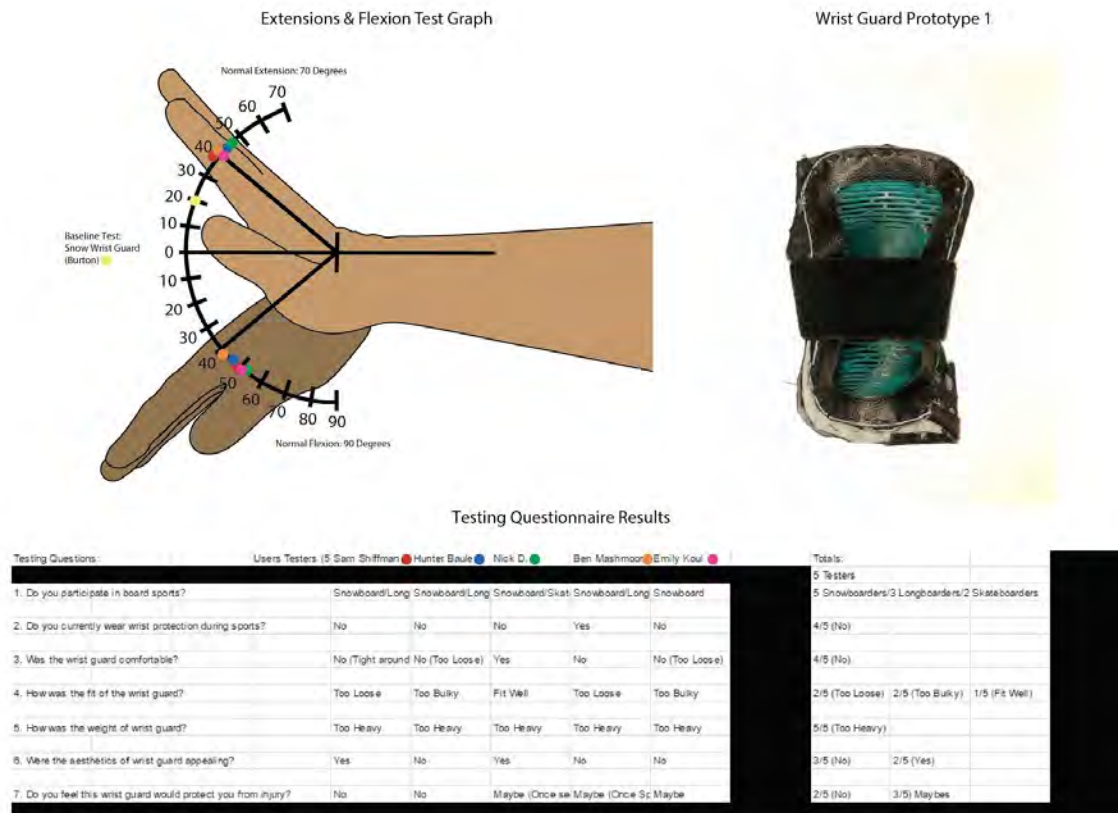 Extensions & Flexion Test Graph
Wrist Guard Prototype 1
Normal Extension: 70 Degrees
70
60
50
40
30
20
10
Baseline Test:
Snow Wrist Guard
(Burton)
0
10
20
30
40
50
60
70
80
90
Normal Flexion: 90 Degrees
Testing Questionnaire Results
Testing Questions: Users Testers (5 Sam Shiffman Hunter Baule Nick D. Ben Mashmoor Emily Koul Totals:
5 Testers
1. Do you participate in board sports? Snowboard/Long Snowboard/Long Snowboard/Skat Snowboard/Long Snowboard 5 Snowboarders/3 Longboarders/2 Skateboarders
2. Do you currently wear wrist protection during sports? No No No Yes No 4/5 (No)
3. Was the wrist guard comfortable? No (Tight around No (Too Loose) Yes No No (Too Loose) 4/5 (No)
4. How was the fit of the wrist guard? Too Loose Too Bulky Fit Well Too Loose Too Bulky 2/5 (Too Loose) 2/5 (Too Bulky) 1/5 (Fit Well)
5. How was the weight of wrist guard? Too Heavy Too Heavy Too Heavy Too Heavy Too Heavy 5/5 (Too Heavy)
6. Were the aesthetics of wrist guard appealing? Yes No Yes No No 3/5 (No) 2/5 (Yes)
7. Do you feel this wrist guard would protect you from injury? No No Maybe (Once se Maybe (Once Sp Maybe 2/5 (No) 3/5) Maybes